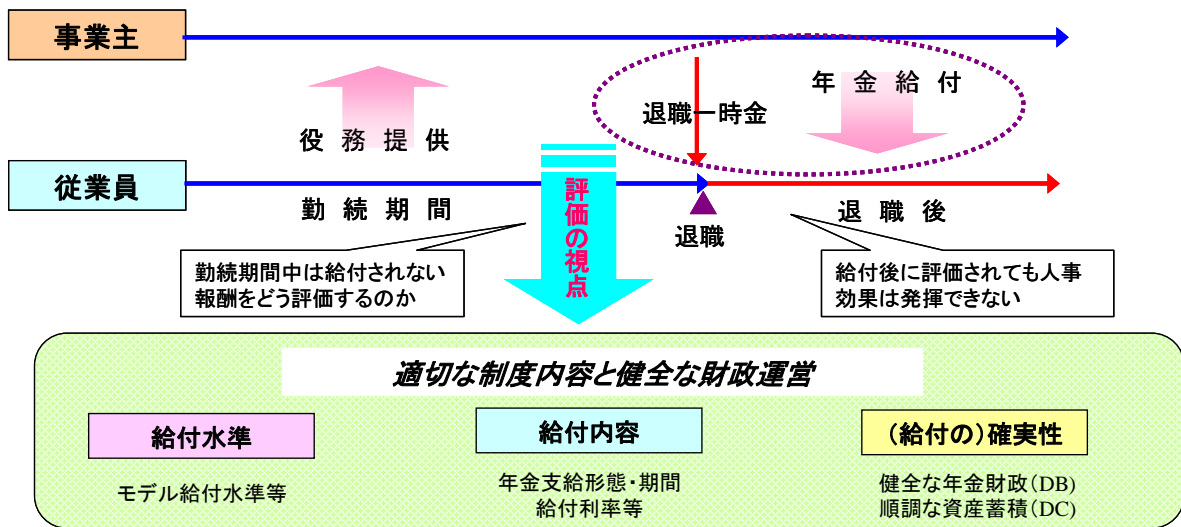 事業主
役務提供
退職一時金
年金給付
従業員
勤続期間
評価の視点
退職
退職後
勤続期間中は給付されない
報酬をどう評価するのか
給付後に評価されても人事
効果は発揮できない
適切な制度内容と健全な財政運営
給付水準
モデル給付水準等
給付内容
年金支給形態・期間
給付利率等
(給付の)確実性
健全な年金財政(DB)
順調な資産蓄積(DC)